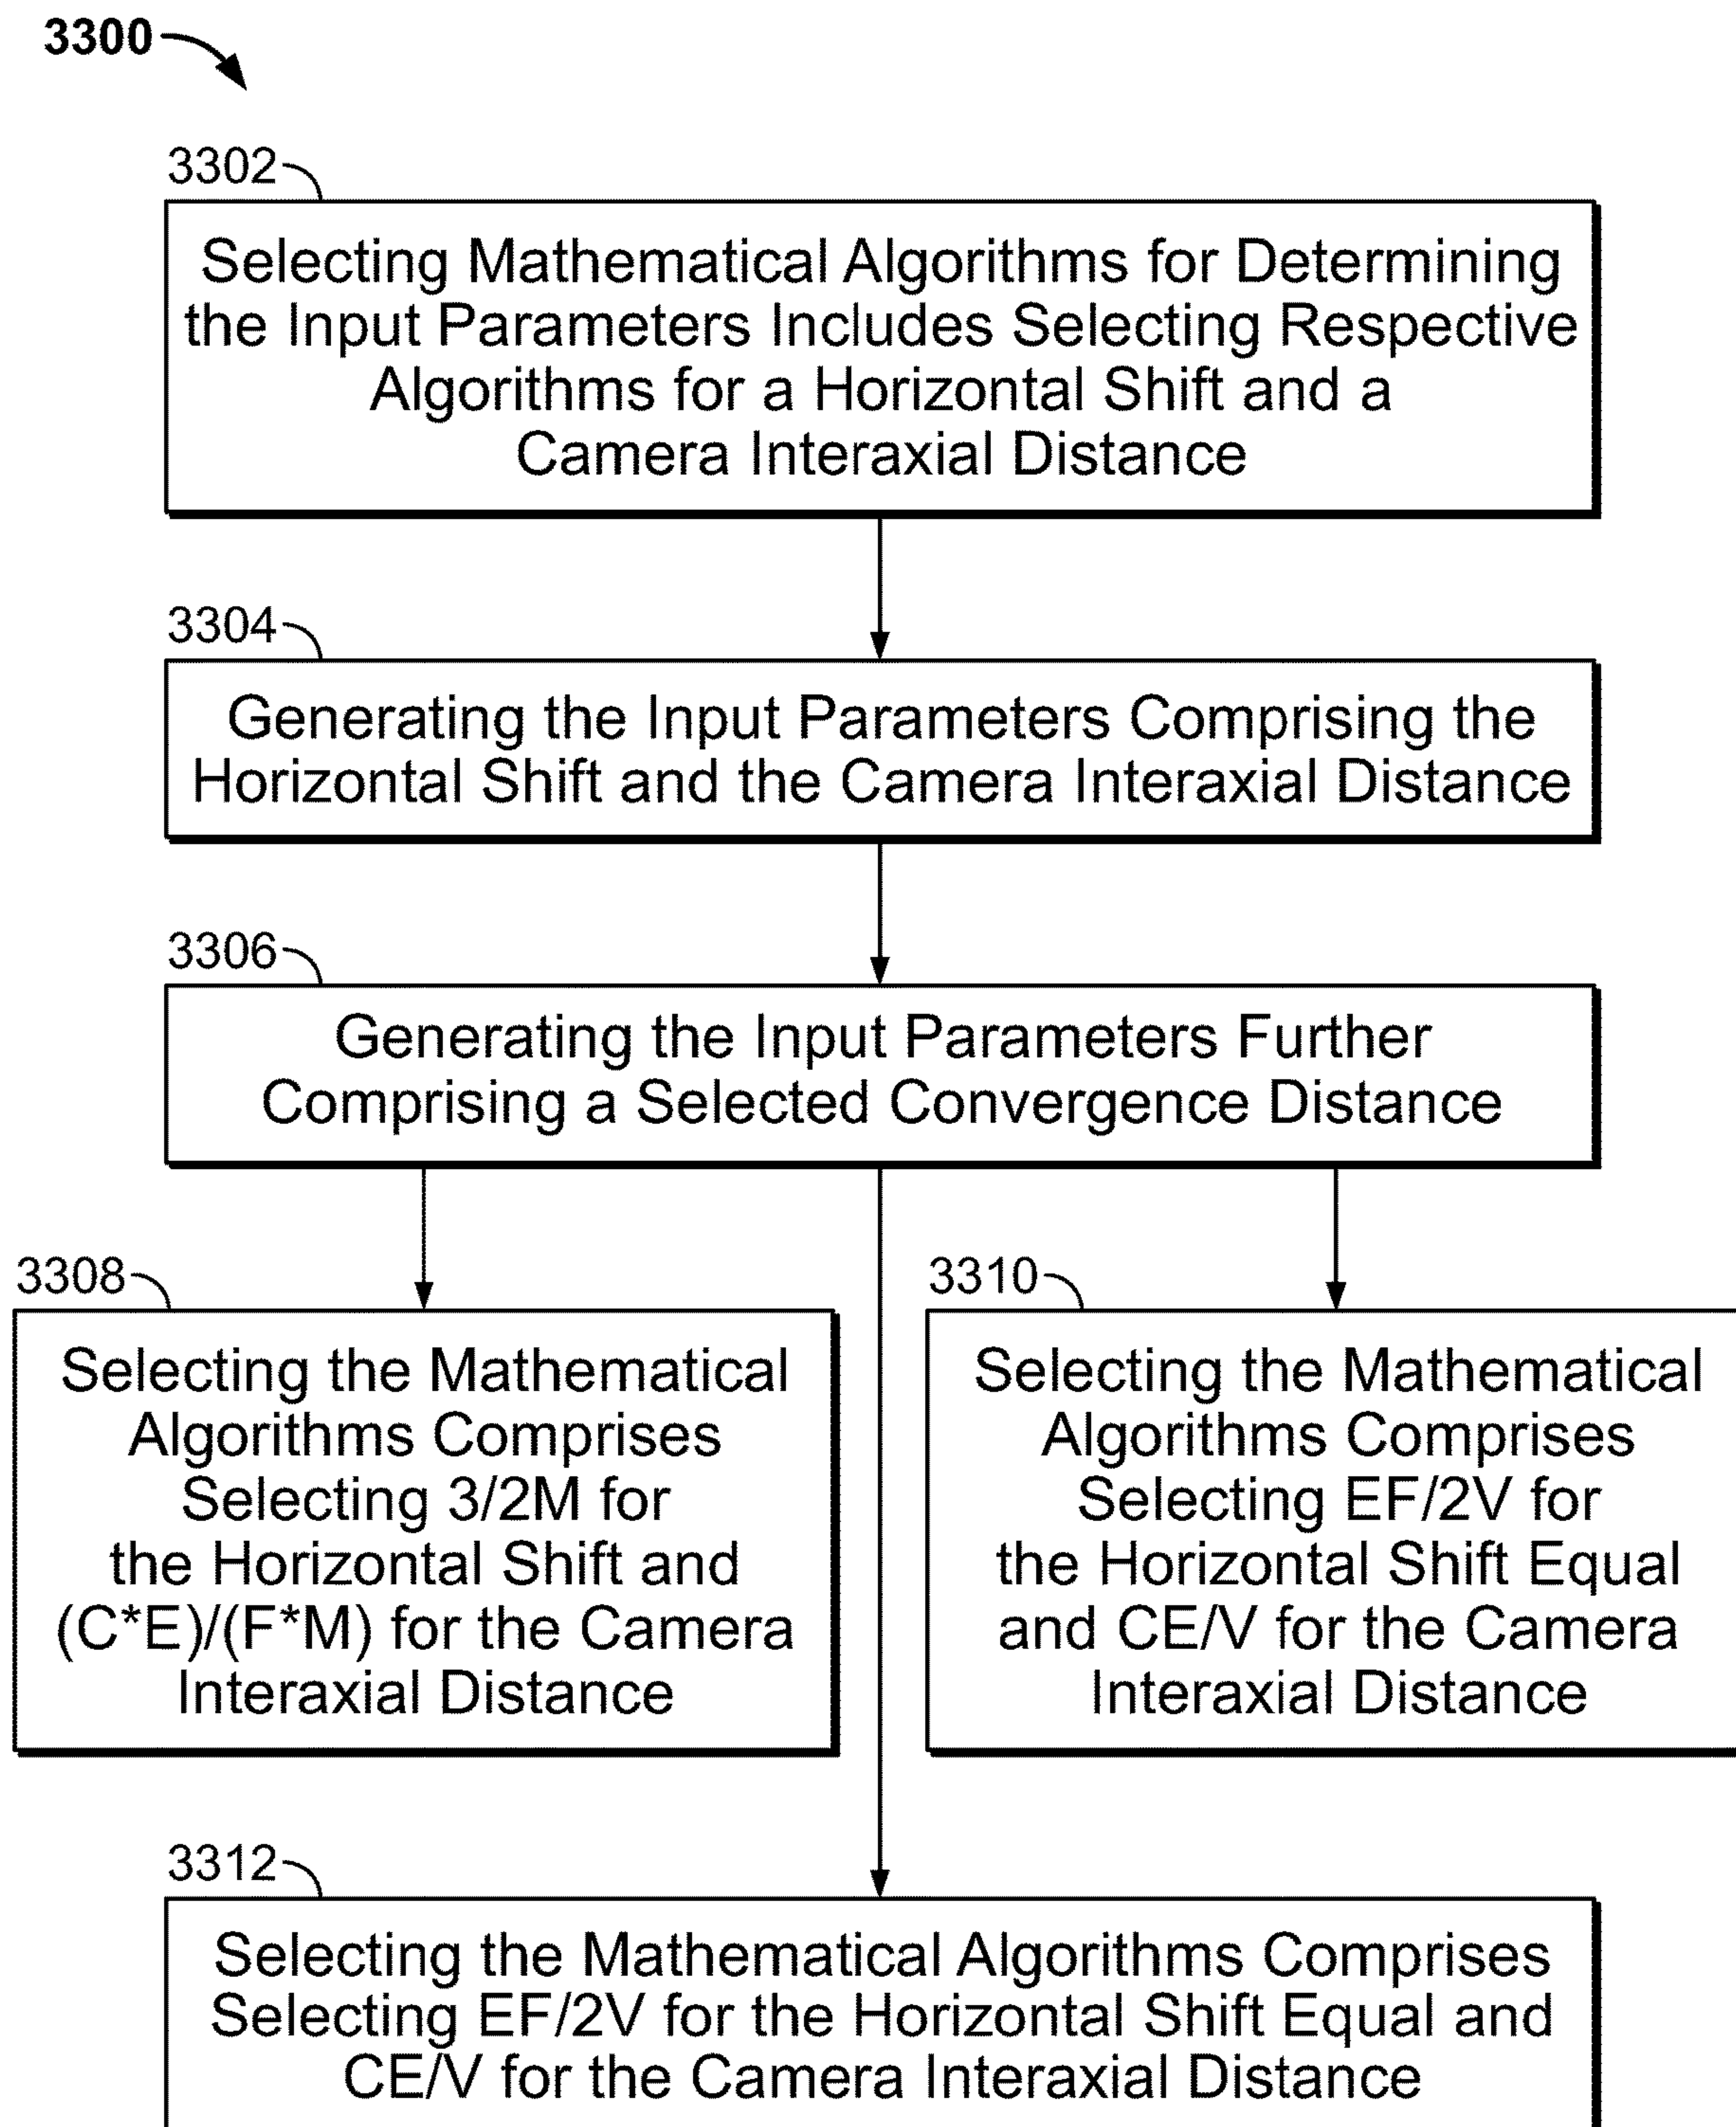 3300
3302
Selecting Mathematical Algorithms for Determining
the Input Parameters Includes Selecting Respective
Algorithms for a Horizontal Shift and a
Camera Interaxial Distance
3304
Generating the Input Parameters Comprising the
Horizontal Shift and the Camera Interaxial Distance
3306
Generating the Input Parameters Further
Comprising a Selected Convergence Distance
3308
Selecting the Mathematical
Algorithms Comprises
Selecting 3/2M for
the Horizontal Shift and
(C*E)/(F*M) for the Camera
Interaxial Distance
3310
Selecting the Mathematical
Algorithms Comprises
Selecting EF/2V for
the Horizontal Shift Equal
and CE/V for the Camera
Interaxial Distance
3312
Selecting the Mathematical Algorithms Comprises
Selecting EF/2V for the Horizontal Shift Equal and
CE/V for the Camera Interaxial Distance